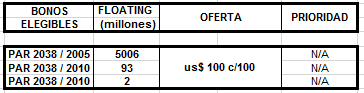 BONOS ELEGIBLES FLOATING (millones) OFERTA PRIORIDAD
PAR 2038 / 2005 5006 N/A
PAR 2038 / 2010 93 us$ 100 c/100 N/A
PAR 2038 / 2010 2 N/A